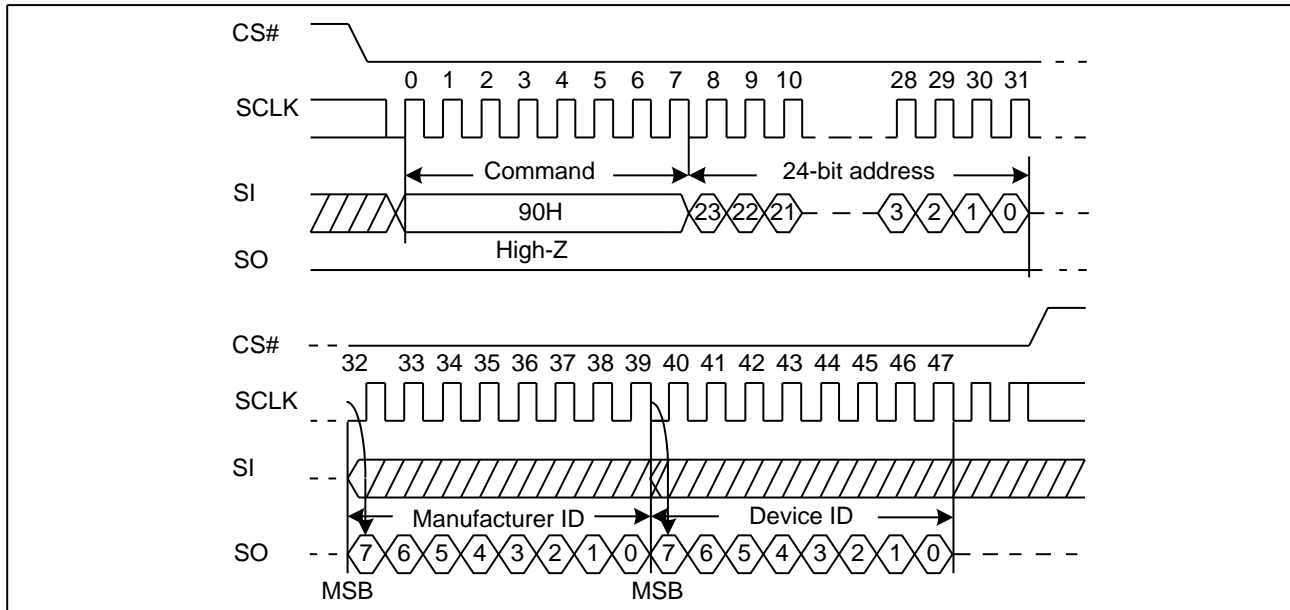 CS#
0 1 2 3 4 5 6 7 8 9 10 28 29 30 31
SCLK
Command 24-bit address
SI
90H 23 22 21 3 2 1 0
High-Z
SO
CS#
32 33 34 35 36 37 38 39 40 41 42 43 44 45 46 47
SCLK
SI
Manufacturer ID Device ID
SO 7 6 5 4 3 2 1 0 7 6 5 4 3 2 1 0
MSB MSB